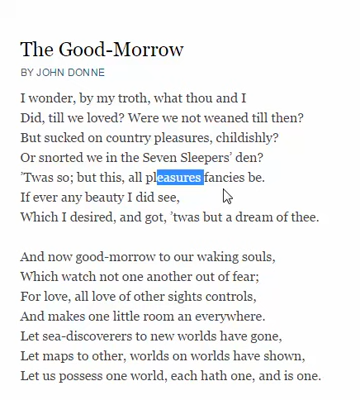 The Good-Morrow
BY JOHN DONNE
I wonder, by my troth, what thou and I
Did, till we loved? Were we not weaned till then?
But sucked on country pleasures, childishly?
Or snorted we in the Seven Sleepers’ den?
’Twas so; but this, all pleasures fancies be.
If ever any beauty I did see,
Which I desired, and got, ’twas but a dream of thee.
And now good-morrow to our waking souls,
Which watch not one another out of fear;
For love, all love of other sights controls,
And makes one little room an everywhere.
Let sea-discoverers to new worlds have gone,
Let maps to other, worlds on worlds have shown,
Let us possess one world, each hath one, and is one.